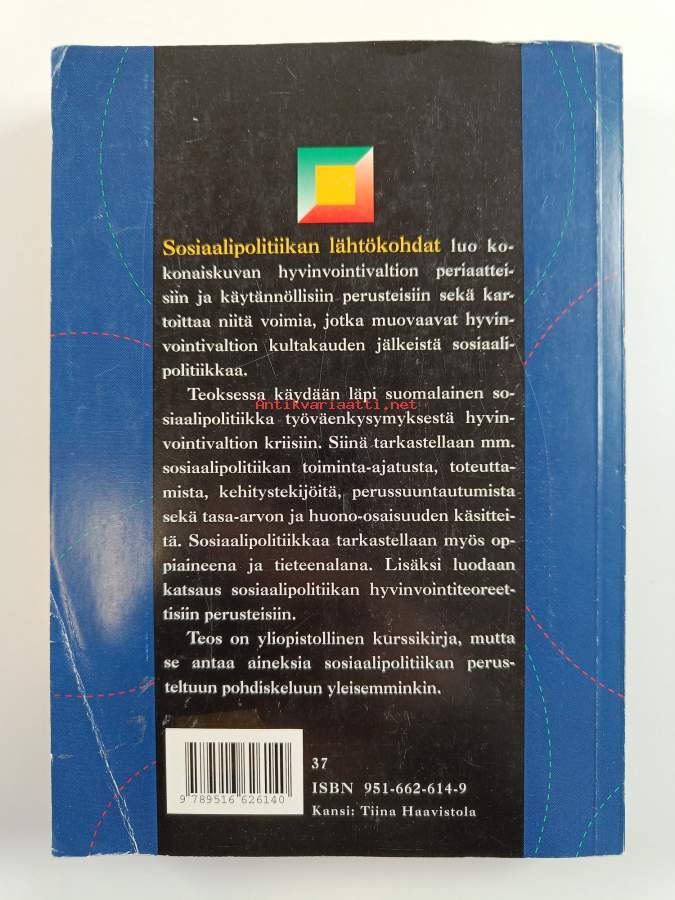 Sosiaalipolitiikan lähtökohdat luo ko-
konaiskuvan hyvinvointivaltion periaattei-
siin ja käytännöllisiin perusteisiin sekä kar-
toittaa niitä voimia, jotka muovaavat hyvin-
vointivaltion kultakauden jälkeistä sosiaali-
politiikkaa.
Teoksessa käydään läpi suomalainen so-
Antikvariaatti.net
siaalipolitiikka työväenkysymyksestä hyvin-
vointivaltion kriisiin. Siinä tarkastellaan mm.
sosiaalipolitiikan toiminta-ajatusta, toteutta-
mista, kehitystekijöitä, perussuuntautumista
sekä tasa-arvon ja huono-osaisuuden käsittei-
tä. Sosiaalipolitiikkaa tarkastellaan myös op-
piaineena ja tieteenalana. Lisäksi luodaan
katsaus sosiaalipolitiikan hyvinvointiteoreet-
tisiin perusteisiin.
Teos on yliopistollinen kurssikirja, mutta
se antaa aineksia sosiaalipolitiikan perus-
teltuun pohdiskeluun yleisemminkin.
37
ISBN 951-662-614-9
Kansi: Tiina Haavistola
9 789516 626140